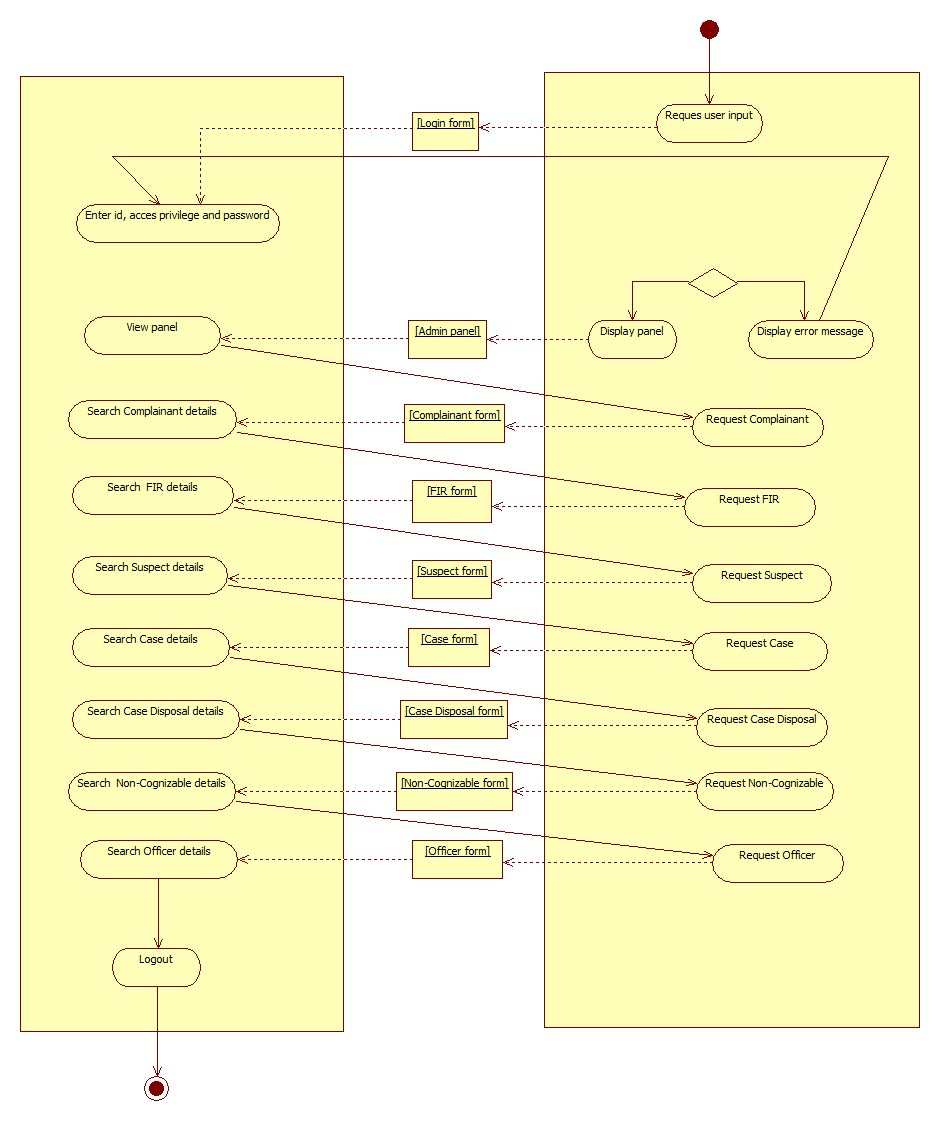 Reques user input
[Login form]
Enter id, acces privilege and password
View panel
[Admin panel]
Display panel
Display error message
Search Complainant details
[Complainant form]
Request Complainant
Search  FIR details
[FIR form]
Request FIR
Search Suspect details
[Suspect form]
Request Suspect
Search Case details
[Case form]
Request Case
Search Case Disposal details
[Case Disposal form]
Request Case Disposal
Search  Non-Cognizable details
[Non-Cognizable form]
Request Non-Cognizable
Search Officer details
[Officer form]
Request Officer
Logout